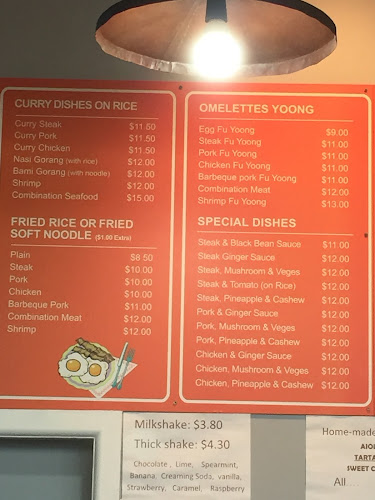 CURRY DISHES ON RICE
Curry Steak $11.50
Curry Pork $11.50
Curry Chicken $11.50
Nasi Gorang (with rice) $12.00
Bami Gorang (with noodle) $12.00
Shrimp $12.00
Combination Seafood $15.00
FRIED RICE OR FRIED
SOFT NOODLE ($1.00 Extra)
Plain $8.50
Steak $10.00
Pork $10.00
Chicken $10.00
Barbeque Pork $11.00
Combination Meat $12.00
Shrimp $12.00
OMELETTES YOONG
Egg Fu Yoong $9.00
Steak Fu Yoong $11.00
Pork Fu Yoong $11.00
Chicken Fu Yoong $11.00
Barbeque pork Fu Yoong $11.00
Combination Meat $12.00
Shrimp Fu Yoong $13.00
SPECIAL DISHES
Steak & Black Bean Sauce $11.00
Steak Ginger Sauce $12.00
Steak, Mushroom & Veges $12.00
Steak & Tomato (on Rice) $12.00
Steak, Pineapple & Cashew $12.00
Pork & Ginger Sauce $12.00
Pork, Mushroom & Veges $12.00
Pork, Pineapple & Cashew $12.00
Chicken & Ginger Sauce $12.00
Chicken, Mushroom & Veges $12.00
Chicken, Pineapple & Cashew $12.00
Milkshake: $3.80
Thick shake: $4.30
Chocolate, Lime, Spearmint,
Banana, Creaming Soda, vanilla,
Strawberry, Caramel, Raspberry
Home-made
TARTA
SWEET C
All....